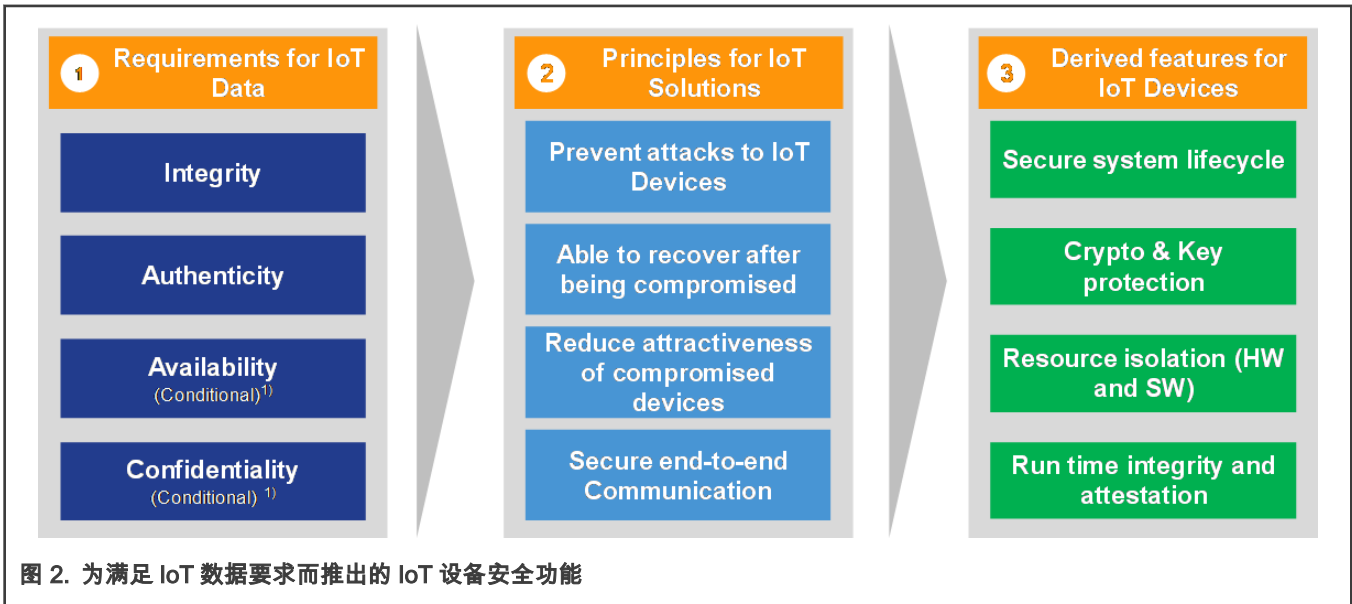 1
Requirements for IoT
Data
Integrity
Authenticity
Availability
(Conditional)1)
Confidentiality
(Conditional) 1)
2
Principles for IoT
Solutions
Prevent attacks to IoT
Devices
Able to recover after
being compromised
Reduce attractiveness
of compromised
devices
Secure end-to-end
Communication
3
Derived features for
IoT Devices
Secure system lifecycle
Crypto & Key
protection
Resource isolation (HW
and SW)
Run time integrity and
attestation
图 2. 为满足 IoT 数据要求而推出的 IoT 设备安全功能